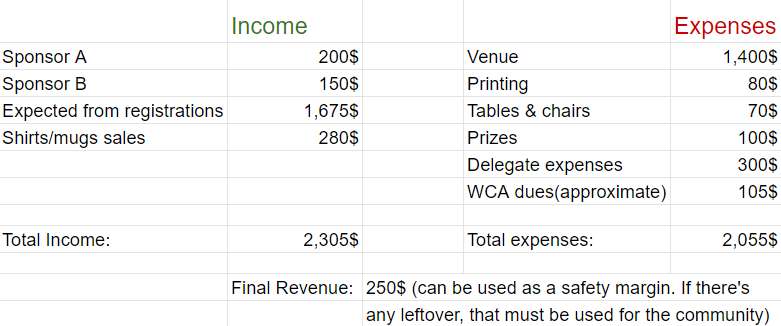 Income Expenses
Sponsor A 200$ Venue 1,400$
Sponsor B 150$ Printing 80$
Expected from registrations 1,675$ Tables & chairs 70$
Shirts/mugs sales 280$ Prizes 100$
Delegate expenses 300$
WCA dues(approximate) 105$
Total Income: 2,305$ Total expenses: 2,055$
Final Revenue: 250$ (can be used as a safety margin. If there's
any leftover, that must be used for the community)